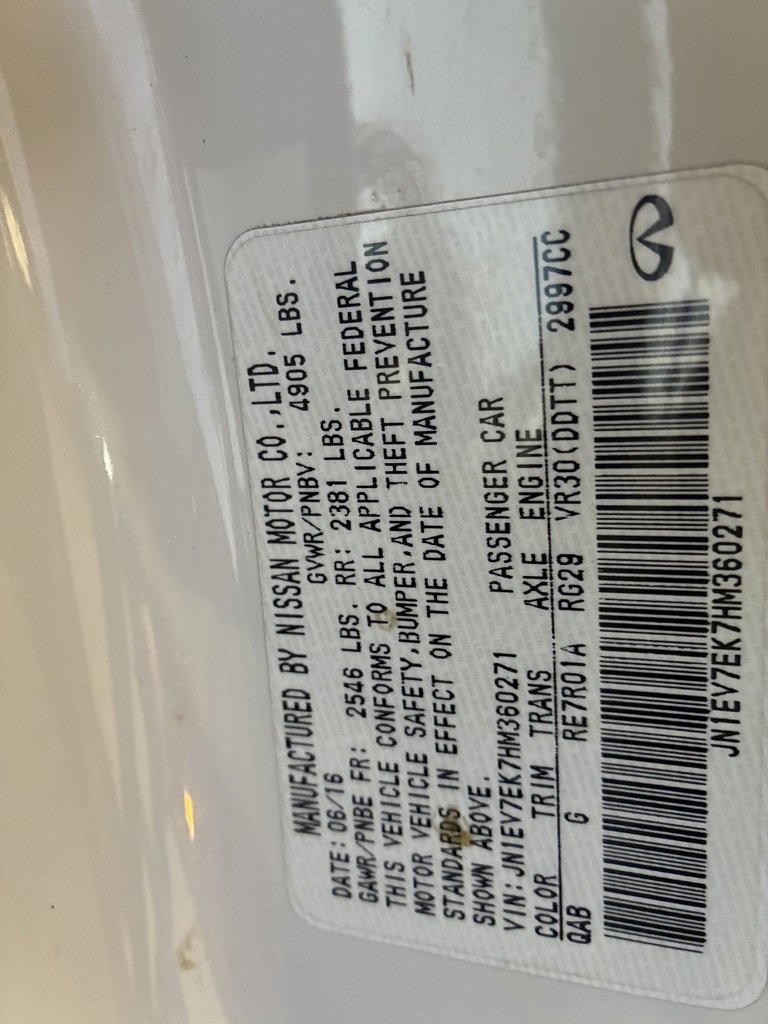 MANUFACTURED BY NISSAN MOTOR CO.,LTD.
DATE:06/16 GVWR/PNBV: 4905 LBS.
GAWR/PNBE FR: 2546 LBS. RR: 2381 LBS.
THIS VEHICLE CONFORMS TO ALL APPLICABLE FEDERAL
MOTOR VEHICLE SAFETY,BUMPER,AND THEFT PREVENTION
STANDARDS IN EFFECT ON THE DATE OF MANUFACTURE
SHOWN ABOVE.
VIN:JN1EV7EK7HM360271 PASSENGER CAR
COLOR TRIM TRANS AXLE ENGINE
QAB G RE7R01A RG29 VR30(DDTT) 2997CC
JN1EV7EK7HM360271